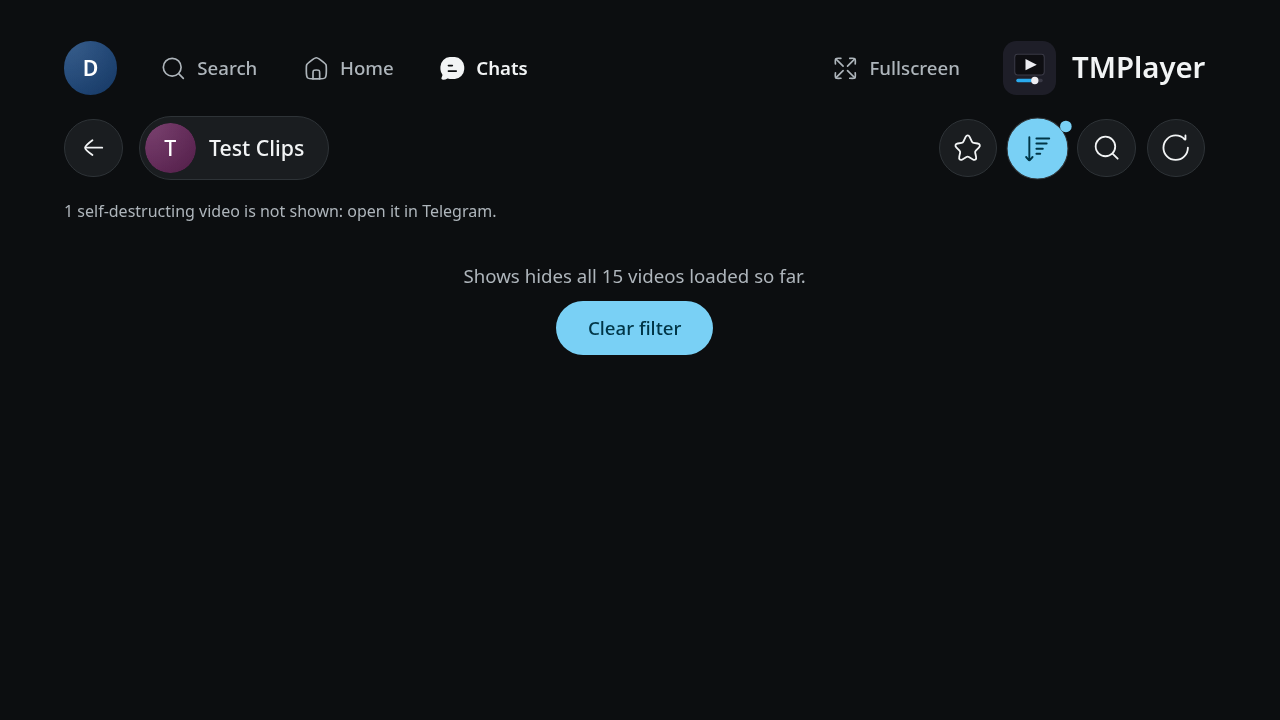 D
Search
Home
Chats
Fullscreen
TMPlayer
T
Test Clips
1 self-destructing video is not shown: open it in Telegram.
Shows hides all 15 videos loaded so far.
Clear filter